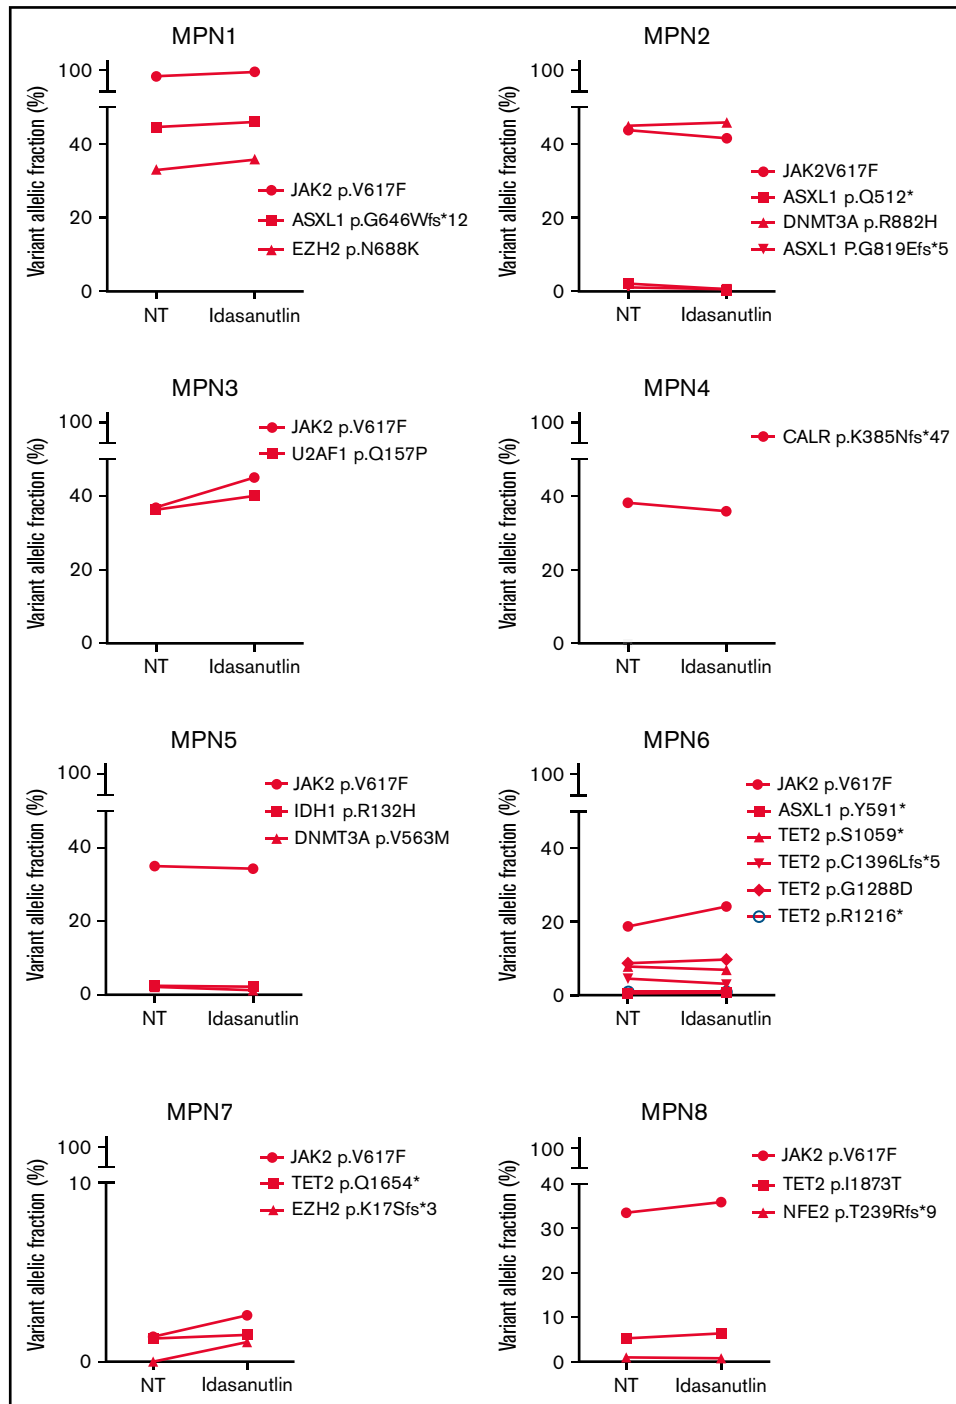 MPN1
Variant allelic fraction (%)
100
40
20
0
NT Idasanutlin
JAK2 p.V617F
ASXL1 p.G646Wfs*12
EZH2 p.N688K
MPN2
Variant allelic fraction (%)
100
40
20
0
NT Idasanutlin
JAK2V617F
ASXL1 p.Q512*
DNMT3A p.R882H
ASXL1 P.G819Efs*5
MPN3
Variant allelic fraction (%)
100
40
20
0
NT Idasanutlin
JAK2 p.V617F
U2AF1 p.Q157P
MPN4
Variant allelic fraction (%)
100
40
20
0
NT Idasanutlin
CALR p.K385Nfs*47
MPN5
Variant allelic fraction (%)
100
40
20
0
NT Idasanutlin
JAK2 p.V617F
IDH1 p.R132H
DNMT3A p.V563M
MPN6
Variant allelic fraction (%)
100
40
20
0
NT Idasanutlin
JAK2 p.V617F
ASXL1 p.Y591*
TET2 p.S1059*
TET2 p.C1396Lfs*5
TET2 p.G1288D
TET2 p.R1216*
MPN7
Variant allelic fraction (%)
100
10
0
NT Idasanutlin
JAK2 p.V617F
TET2 p.Q1654*
EZH2 p.K17Sfs*3
MPN8
Variant allelic fraction (%)
100
40
30
20
10
0
NT Idasanutlin
JAK2 p.V617F
TET2 p.I1873T
NFE2 p.T239Rfs*9